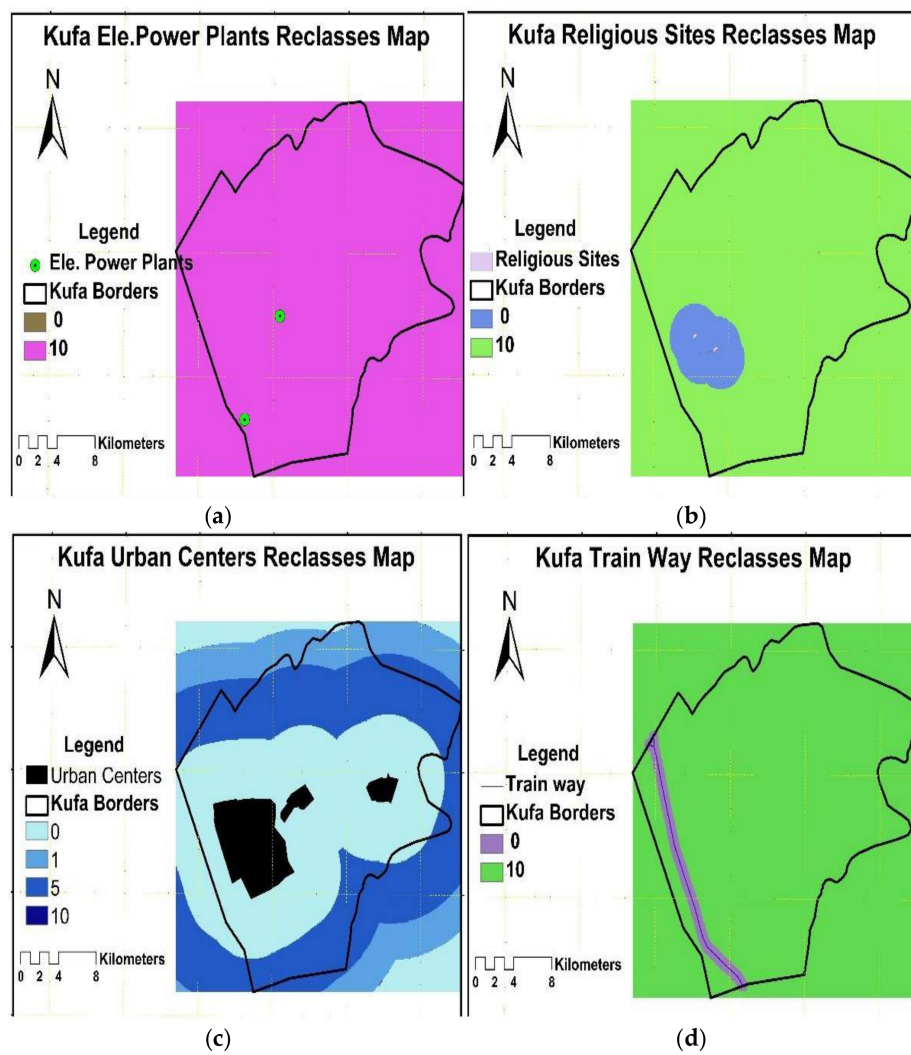 Kufa Ele.Power Plants Reclasses Map
N
Legend
Ele. Power Plants
Kufa Borders
0
10
Kilometers
0 2 4 8
(a)
Kufa Religious Sites Reclasses Map
N
Legend
Religious Sites
Kufa Borders
0
10
Kilometers
0 2 4 8
(b)
Kufa Urban Centers Reclasses Map
N
Legend
Urban Centers
Kufa Borders
0
1
5
10
Kilometers
0 2 4 8
(c)
Kufa Train Way Reclasses Map
N
Legend
Train way
Kufa Borders
0
10
Kilometers
0 2 4 8
(d)